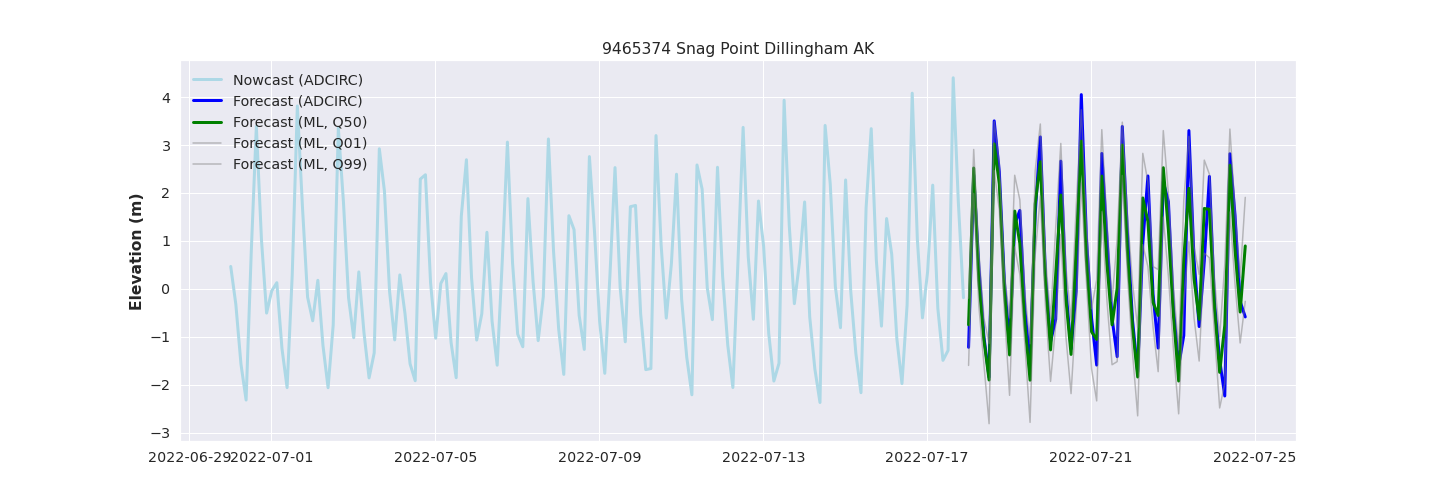 9465374 Snag Point Dillingham AK
Nowcast (ADCIRC)
Forecast (ADCIRC)
Forecast (ML, Q50)
Forecast (ML, Q01)
Forecast (ML, Q99)
Elevation (m)
4
3
2
1
0
−1
−2
−3
2022-06-29 2022-07-01 2022-07-05 2022-07-09 2022-07-13 2022-07-17 2022-07-21 2022-07-25